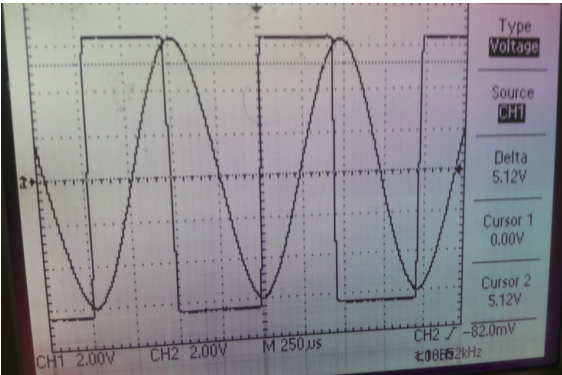 Type
Voltage
Source
CH1
Delta
5.12V
Cursor 1
0.00V
Cursor 2
5.12V
2
CH1 2.00V CH2 2.00V M 250µs CH2 -82.0mV